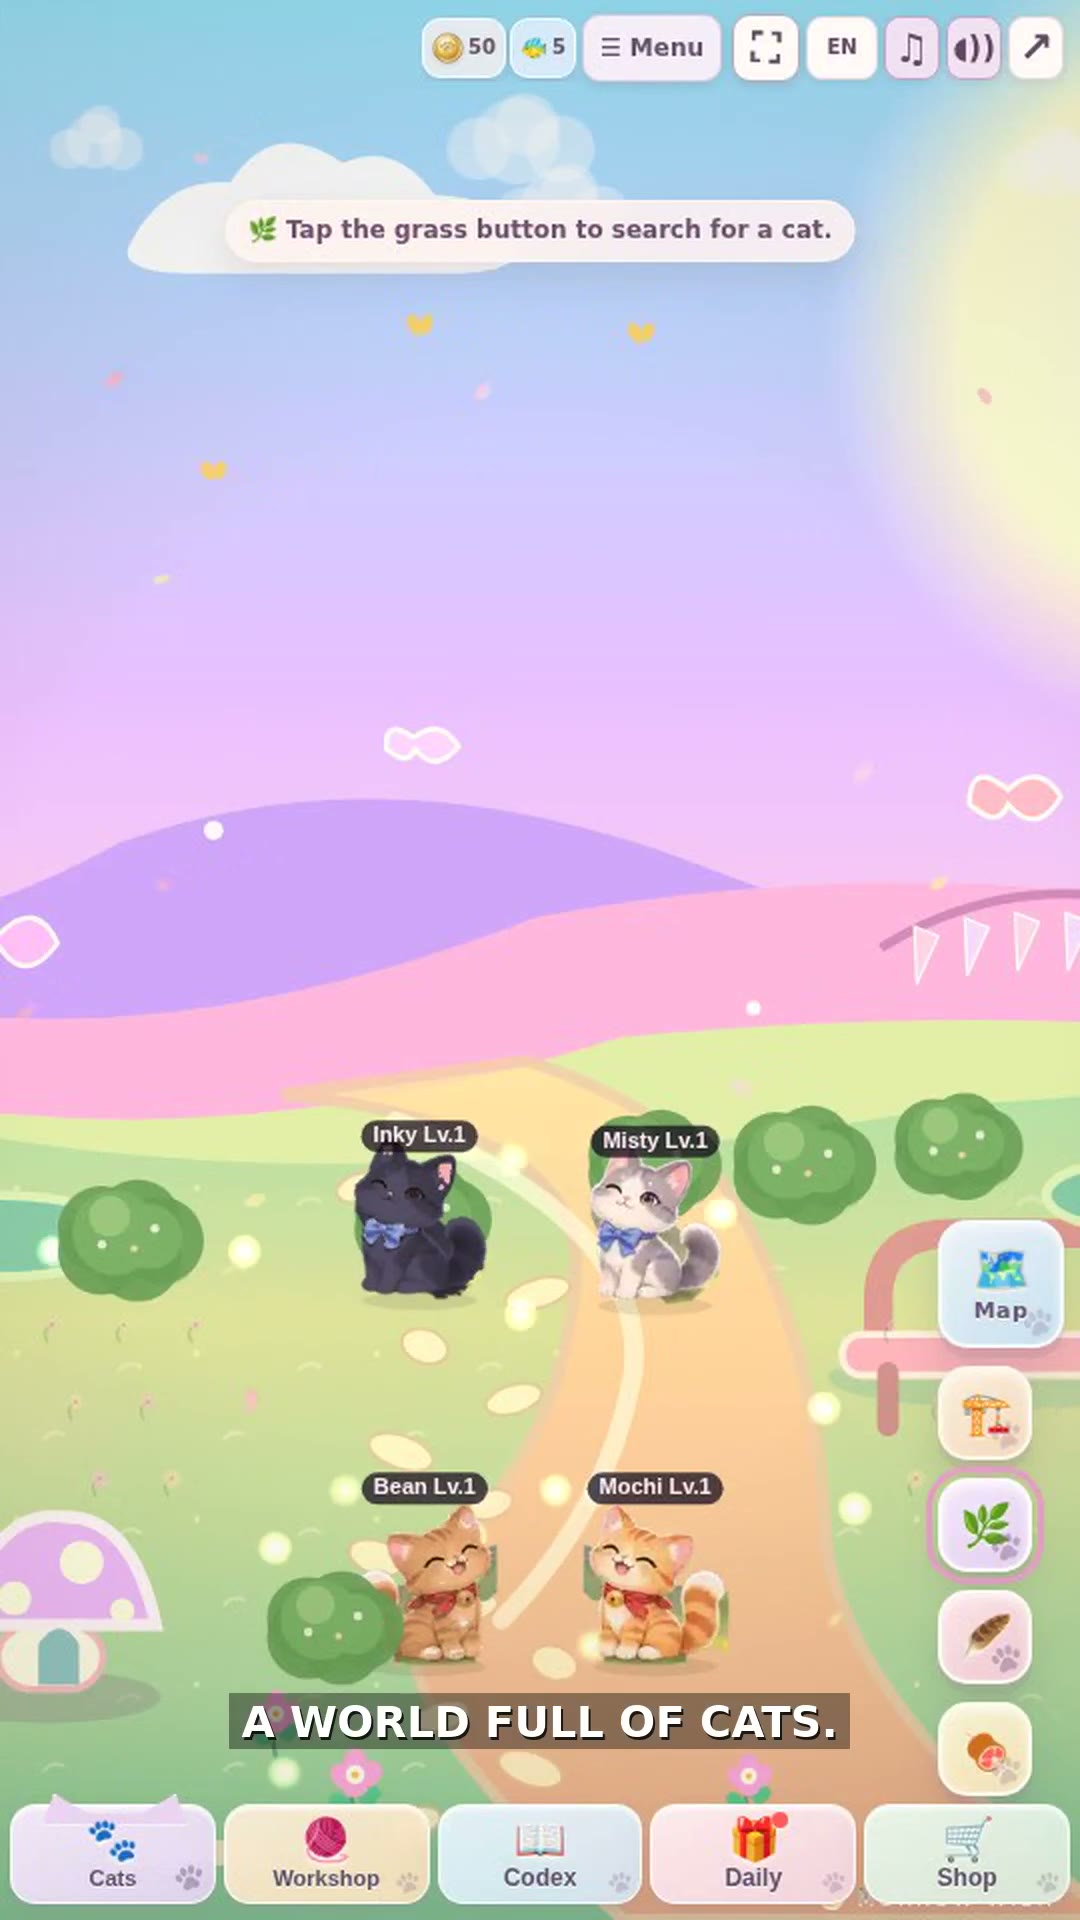 50
5
☰ Menu
EN
Tap the grass button to search for a cat.
Inky Lv.1
Misty Lv.1
Map
Bean Lv.1
Mochi Lv.1
A WORLD FULL OF CATS.
Cats
Workshop
Codex
Daily
Shop